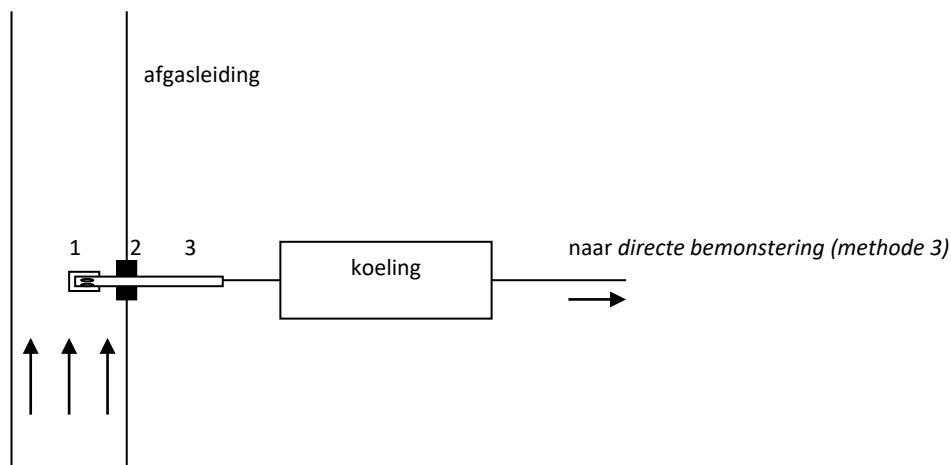 afgasleiding
1 2 3
koeling
naar directe bemonstering (methode 3)